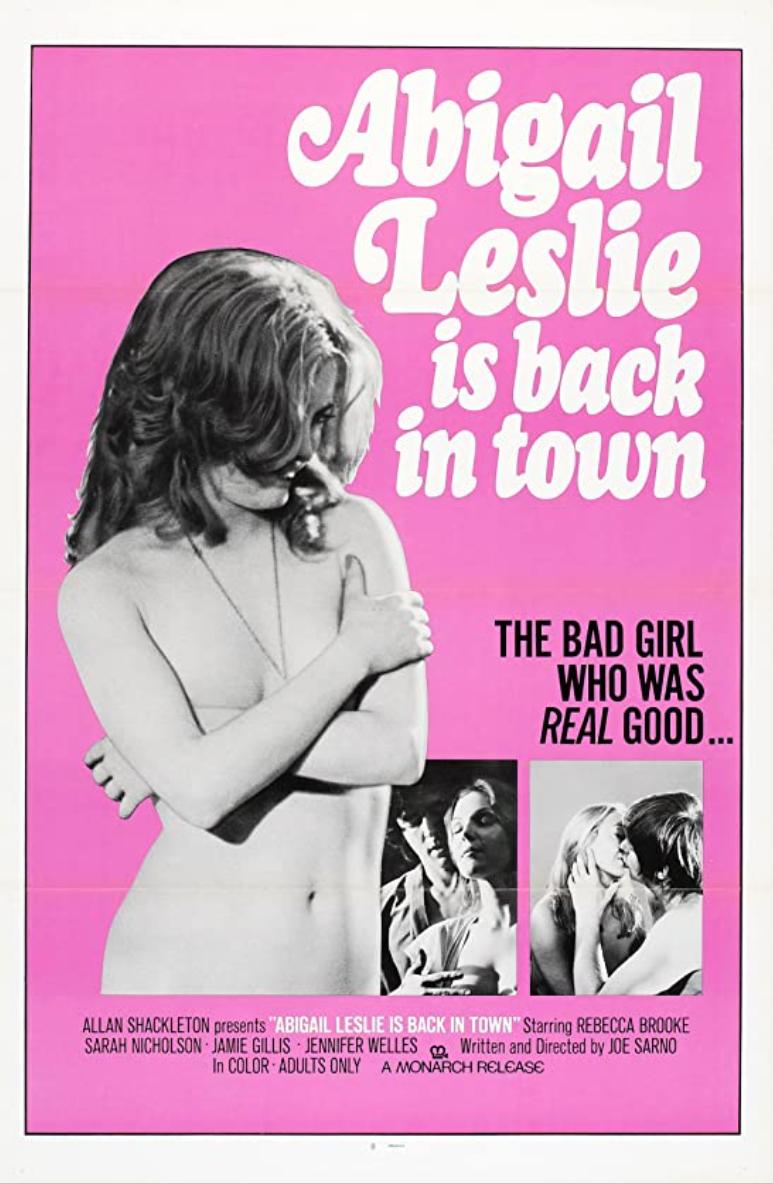 Abigail
Leslie
is back
in town
THE BAD GIRL
WHO WAS
REAL GOOD...
ALLAN SHACKLETON presents "ABIGAIL LESLIE IS BACK IN TOWN" Starring REBECCA BROOKE
SARAH NICHOLSON · JAMIE GILLIS · JENNIFER WELLES Written and Directed by JOE SARNO
In COLOR · ADULTS ONLY A MONARCH RELEASE